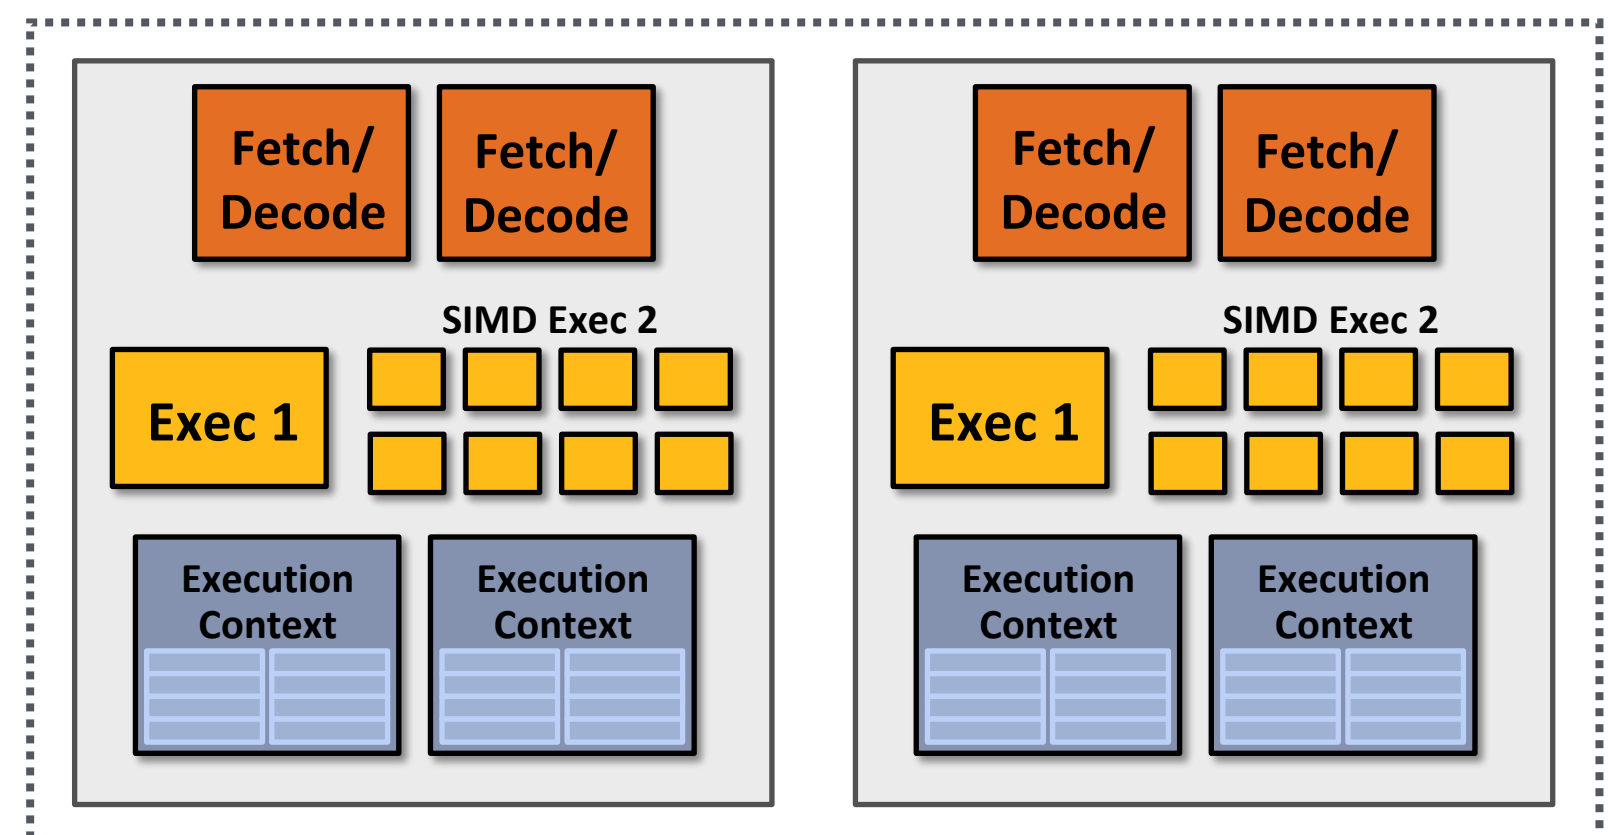 Fetch/
Decode
Fetch/
Decode
SIMD Exec 2
Exec 1
Execution
Context
Execution
Context
Fetch/
Decode
Fetch/
Decode
SIMD Exec 2
Exec 1
Execution
Context
Execution
Context